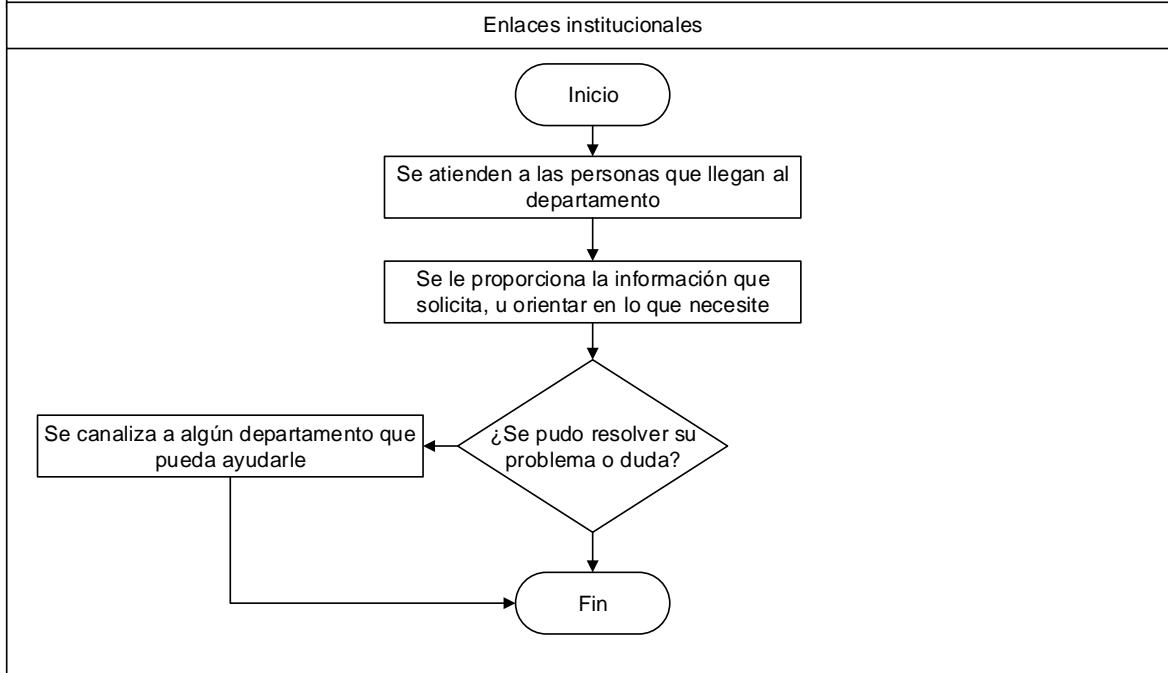 Enlaces institucionales
Inicio
Se atienden a las personas que llegan al
departamento
Se le proporciona la información que
solicita, u orientar en lo que necesite
¿Se pudo resolver su
problema o duda?
Se canaliza a algún departamento que
pueda ayudarle
Fin